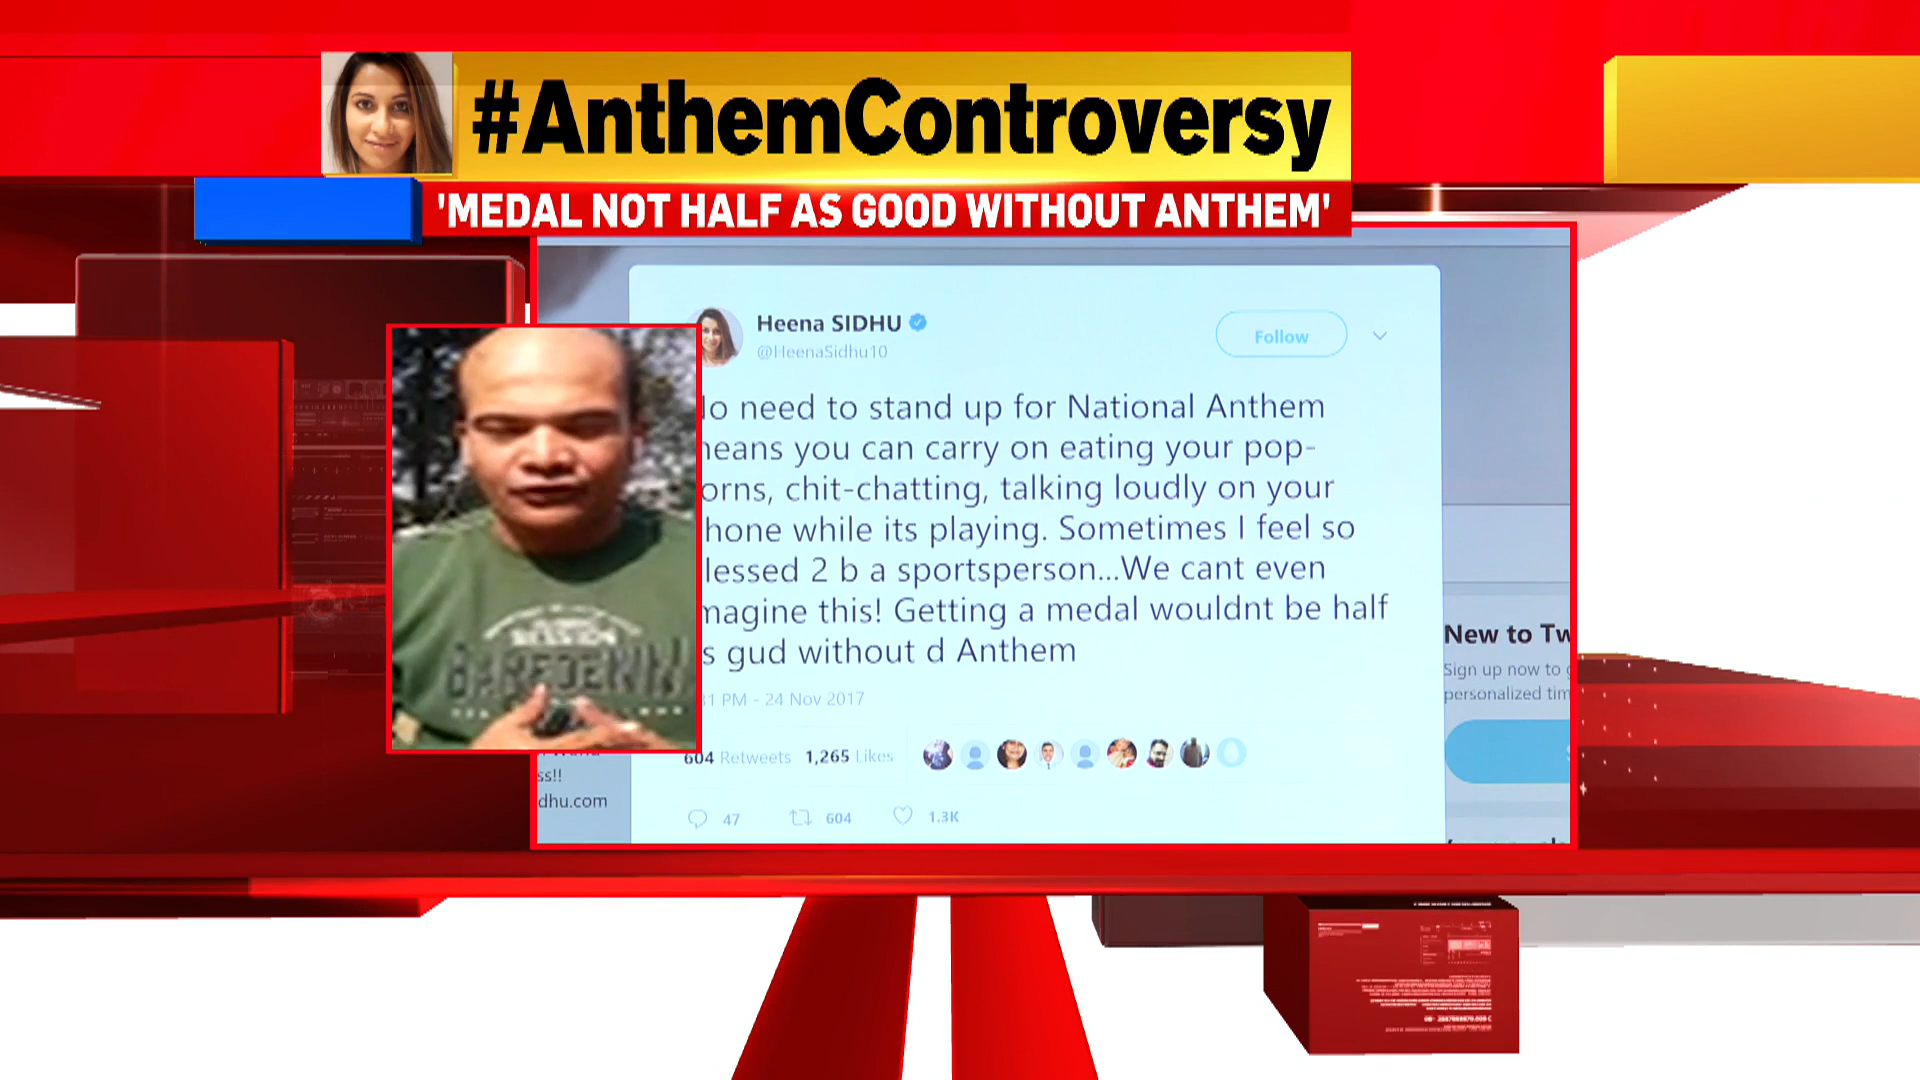 #AnthemControversy
'MEDAL NOT HALF AS GOOD WITHOUT ANTHEM'
Heena SIDHU
@HeenaSidhu10
Follow
o need to stand up for National Anthem
eans you can carry on eating your pop-
orns, chit-chatting, talking loudly on your
hone while its playing. Sometimes I feel so
lessed 2 b a sportsperson...We cant even
magine this! Getting a medal wouldnt be half
s gud without d Anthem
31 PM - 24 Nov 2017
604 Retweets 1,265 Likes
47 604 1.3K
ss!!
dhu.com
New to Tw
Sign up now to g
personalized tim
SESSION